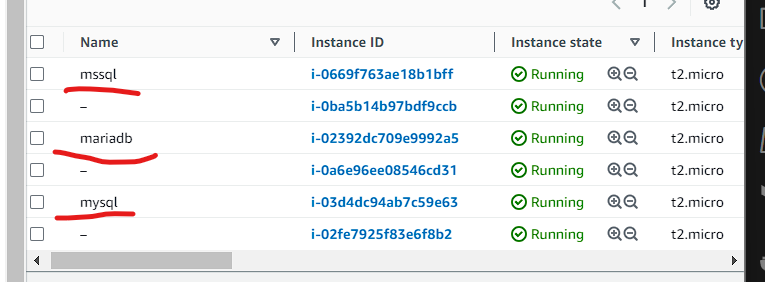 1
Name Instance ID Instance state Instance ty
mssql i-0669f763ae18b1bff Running t2.micro
– i-0ba5b14b97bdf9ccb Running t2.micro
mariadb i-02392dc709e9992a5 Running t2.micro
– i-0a6e96ee08546cd31 Running t2.micro
mysql i-03d4dc94ab7c59e63 Running t2.micro
– i-02fe7925f83e6f8b2 Running t2.micro